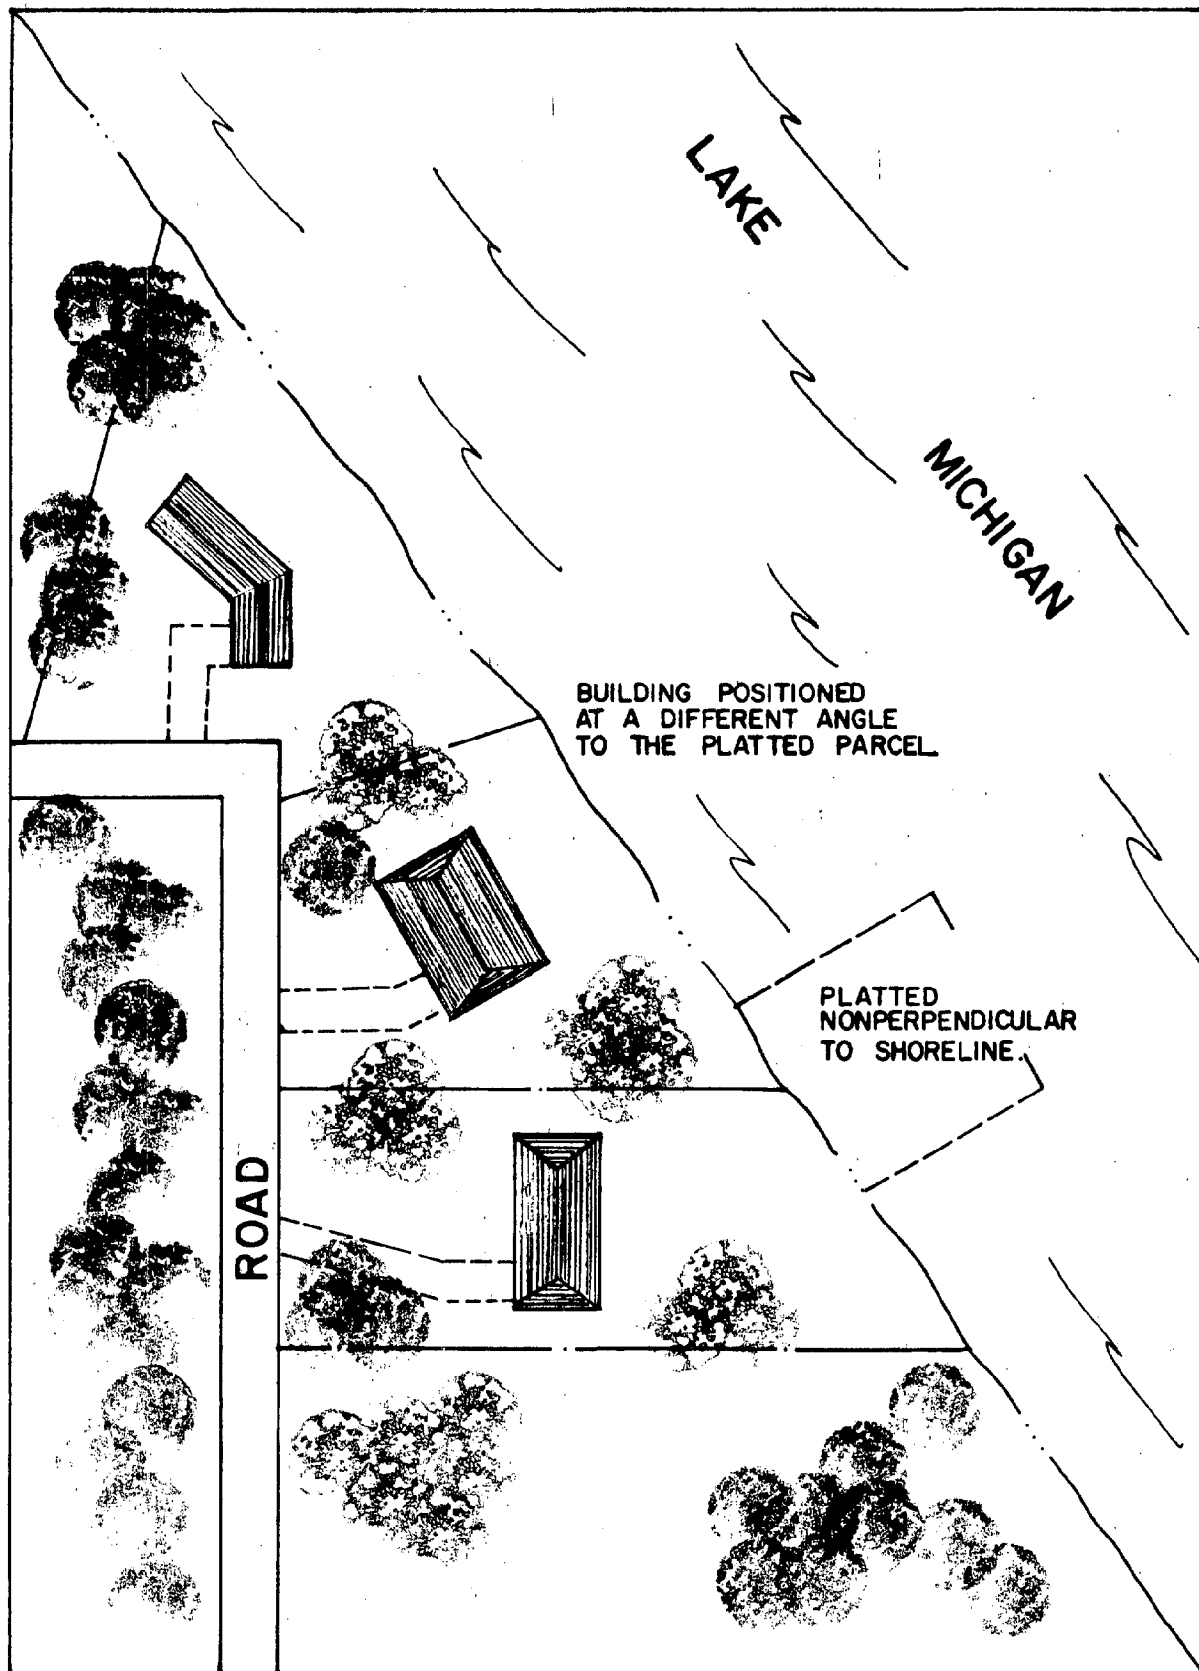 LAKE
MICHIGAN
BUILDING POSITIONED
AT A DIFFERENT ANGLE
TO THE PLATTED PARCEL
PLATTED
NONPERPENDICULAR
TO SHORELINE.
ROAD